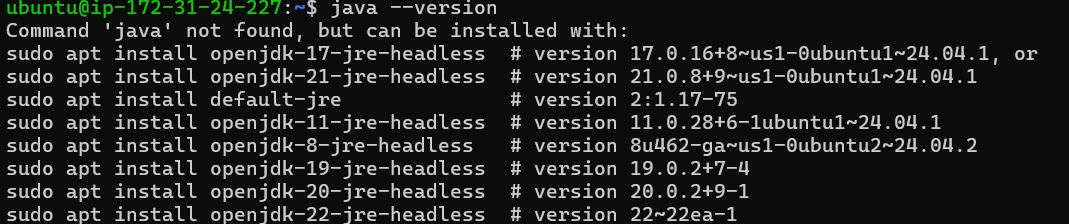 ubuntu@ip-172-31-24-227:~$ java --version
Command 'java' not found, but can be installed with:
sudo apt install openjdk-17-jre-headless  # version 17.0.16+8~us1-0ubuntu1~24.04.1, or
sudo apt install openjdk-21-jre-headless  # version 21.0.8+9~us1-0ubuntu1~24.04.1
sudo apt install default-jre              # version 2:1.17-75
sudo apt install openjdk-11-jre-headless  # version 11.0.28+6-1ubuntu1~24.04.1
sudo apt install openjdk-8-jre-headless   # version 8u462-ga~us1-0ubuntu2~24.04.2
sudo apt install openjdk-19-jre-headless  # version 19.0.2+7-4
sudo apt install openjdk-20-jre-headless  # version 20.0.2+9-1
sudo apt install openjdk-22-jre-headless  # version 22~22ea-1